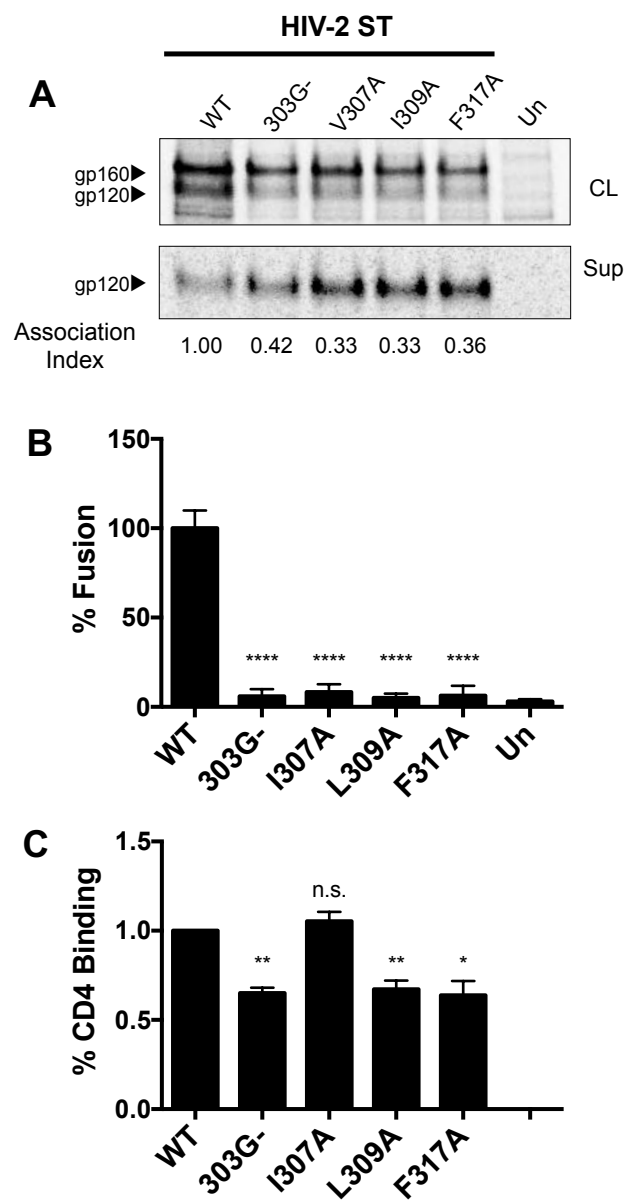 HIV-2 ST
A
WT 303G- V307A I309A F317A Un
gp160
gp120
CL
gp120
Sup
Association
Index
1.00 0.42 0.33 0.33 0.36
B
% Fusion
150
100
50
0
**** **** **** ****
WT 303G- I307A L309A F317A Un
C
% CD4 Binding
1.5
1.0
0.5
0.0
** n.s. ** *
WT 303G- I307A L309A F317A